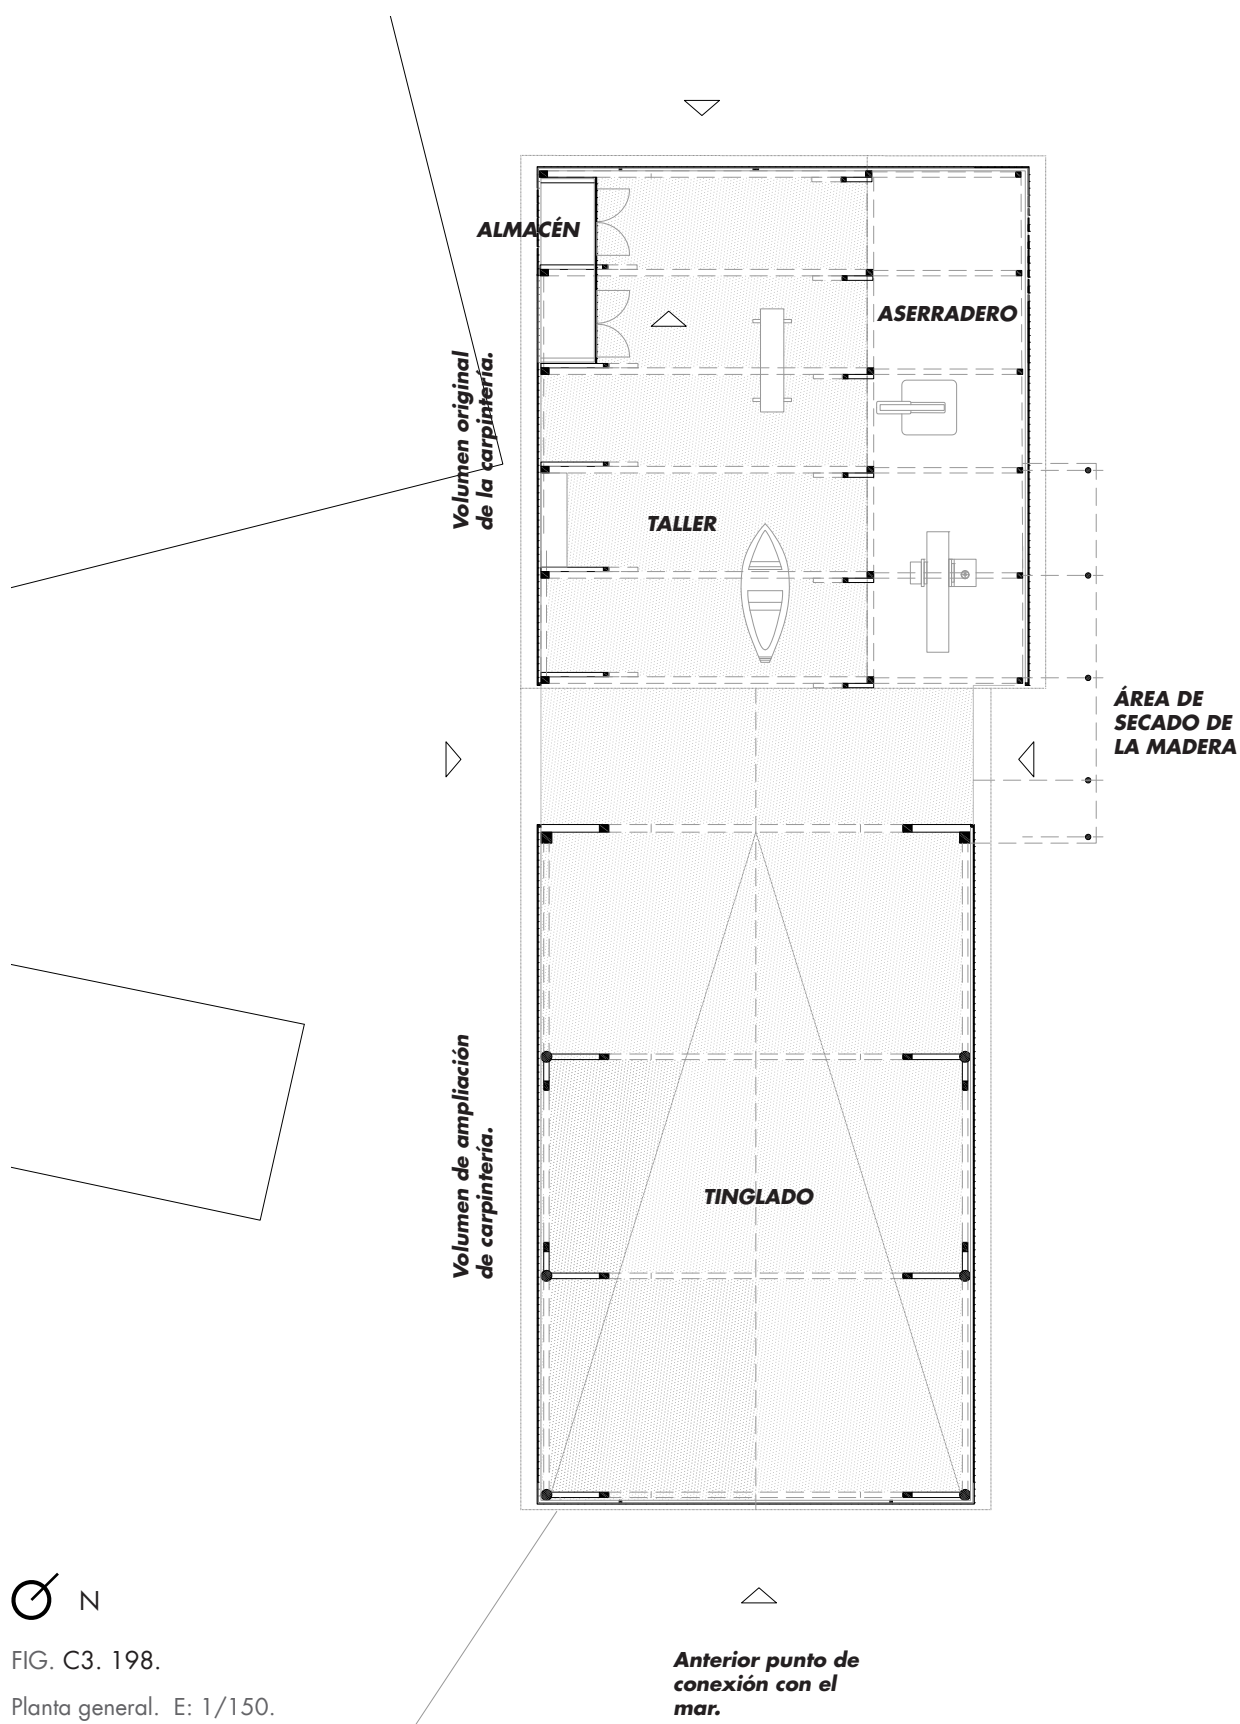 ALMACÉN
ASERRADERO
Volumen original
de la carpintería.
TALLER
ÁREA DE
SECADO DE
LA MADERA
Volumen de ampliación
de carpintería.
TINGLADO
N
FIG. C3. 198.
Planta general. E: 1/150.
Anterior punto de
conexión con el
mar.